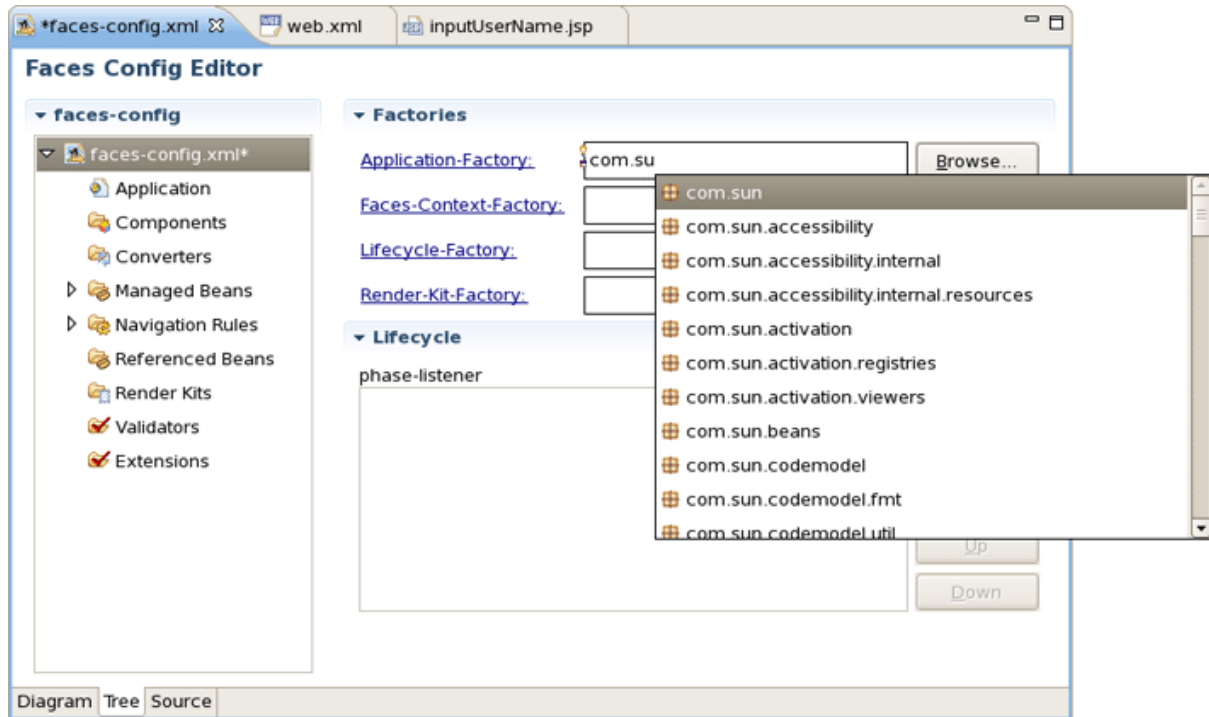 *faces-config.xml web.xml inputUserName.jsp
Faces Config Editor
faces-config
faces-config.xml*
Application
Components
Converters
Managed Beans
Navigation Rules
Referenced Beans
Render Kits
Validators
Extensions
Factories
Application-Factory: com.su Browse...
Faces-Context-Factory:
Lifecycle-Factory:
Render-Kit-Factory:
com.sun
com.sun.accessibility
com.sun.accessibility.internal
com.sun.accessibility.internal.resources
com.sun.activation
com.sun.activation.registries
com.sun.activation.viewers
com.sun.beans
com.sun.codemodel
com.sun.codemodel.fmt
com.sun.codemodel.util
Lifecycle
phase-listener
Up
Down
Diagram Tree Source